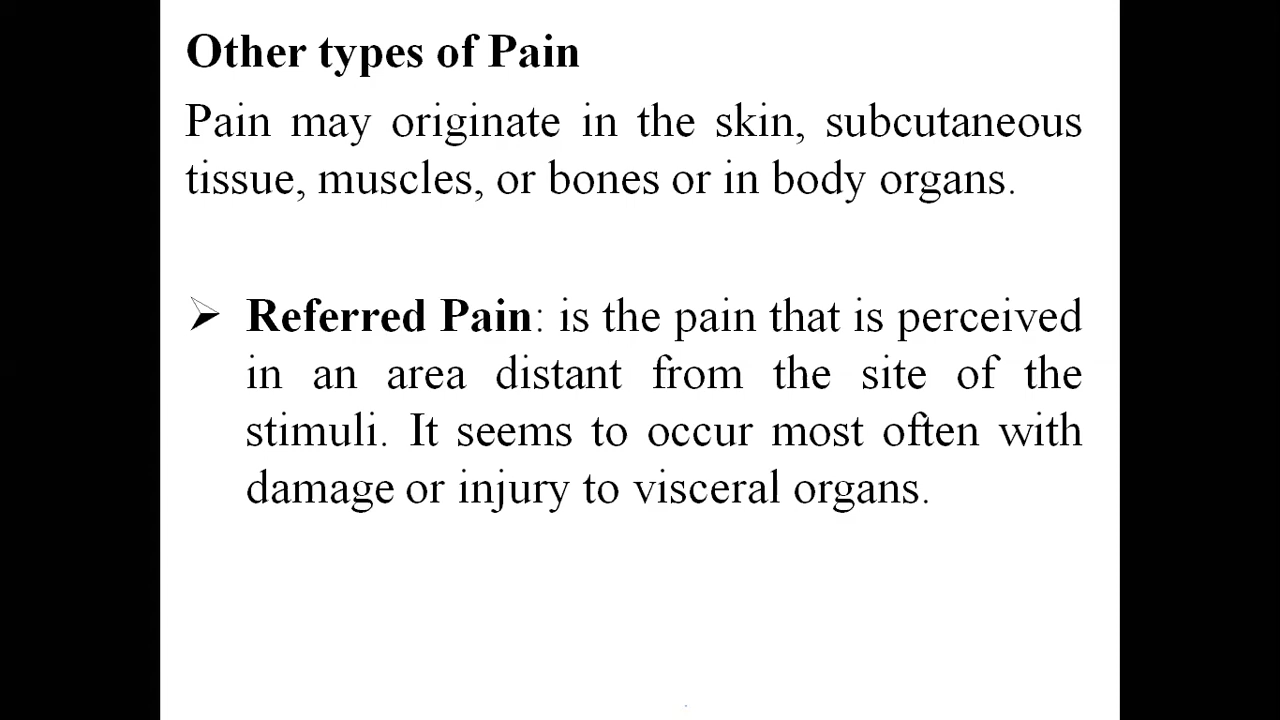 Other types of Pain
Pain may originate in the skin, subcutaneous
tissue, muscles, or bones or in body organs.
➢ Referred Pain: is the pain that is perceived
in an area distant from the site of the
stimuli. It seems to occur most often with
damage or injury to visceral organs.